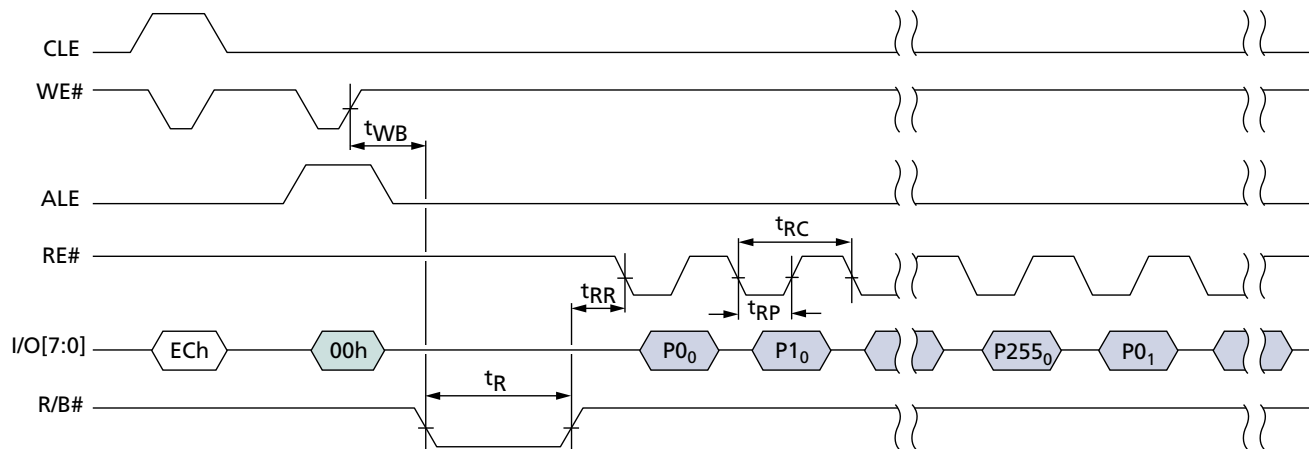 CLE
WE#
tWB
ALE
tRC
RE#
tRR
tRP
I/O[7:0] ECh 00h P0₀ P1₀ P255₀ P0₁
tR
R/B#